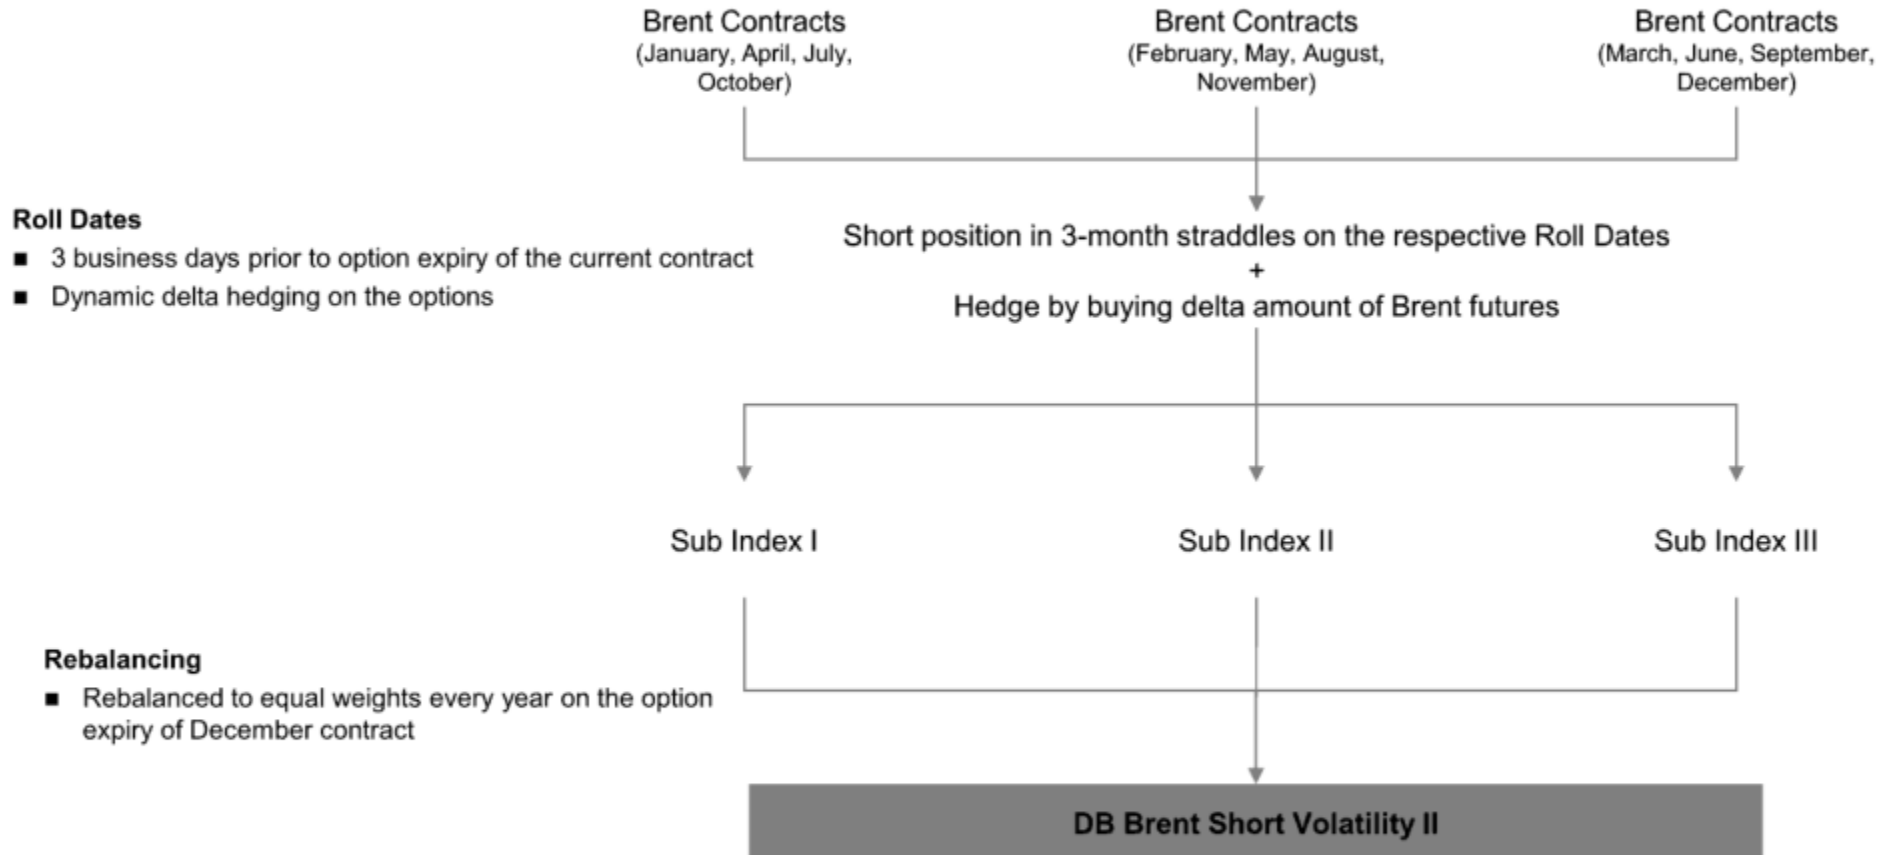 Brent Contracts
(January, April, July,
October)
Brent Contracts
(February, May, August,
November)
Brent Contracts
(March, June, September,
December)
Roll Dates
■ 3 business days prior to option expiry of the current contract
■ Dynamic delta hedging on the options
Short position in 3-month straddles on the respective Roll Dates
+
Hedge by buying delta amount of Brent futures
Sub Index I
Sub Index II
Sub Index III
Rebalancing
■ Rebalanced to equal weights every year on the option
expiry of December contract
DB Brent Short Volatility II